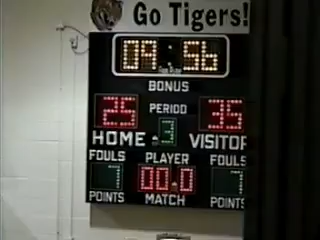 Go Tigers!
09:56
BONUS
25 PERIOD 35
HOME 3 VISITOR
FOULS PLAYER FOULS
7 00.0 7
POINTS MATCH POINTS